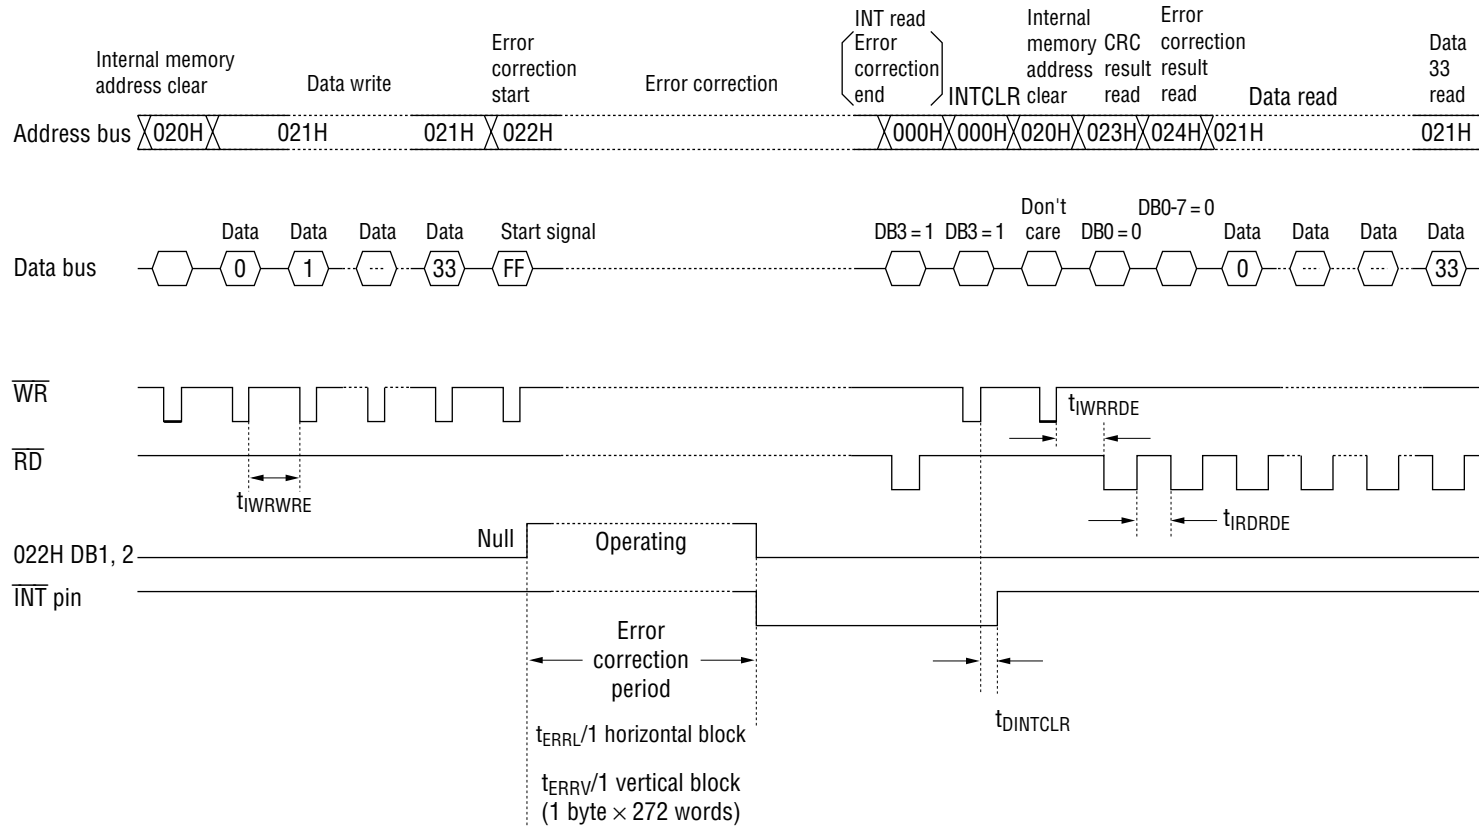 Internal memory
address clear
Data write
Error
correction
start
Error correction
INT read
Error
correction
end
INTCLR
Internal
memory
address
clear
CRC
result
read
Error
correction
result
read
Data read
Data
33
read
Address bus 020H 021H 021H 022H 000H 000H 020H 023H 024H 021H 021H
Data Data Data Data Start signal DB3 = 1 DB3 = 1 Don't
care DB0 = 0 DB0-7 = 0 Data Data Data Data
Data bus 0 1 --- 33 FF 0 --- --- 33
WR
tIWRRDE
RD
tIWRWRE
tIRDRDE
022H DB1, 2 Null Operating
INT pin
Error
correction
period
tDINTCLR
tERRL/1 horizontal block
tERRV/1 vertical block
(1 byte × 272 words)